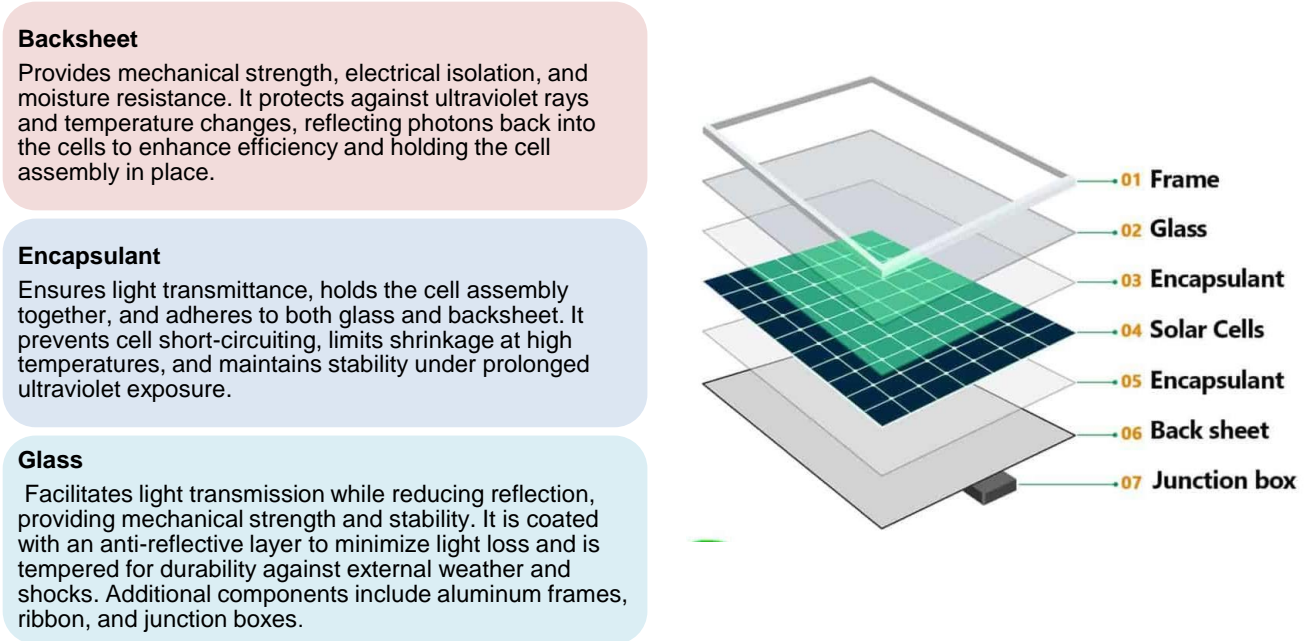 Backsheet
Provides mechanical strength, electrical isolation, and
moisture resistance. It protects against ultraviolet rays
and temperature changes, reflecting photons back into
the cells to enhance efficiency and holding the cell
assembly in place.
Encapsulant
Ensures light transmittance, holds the cell assembly
together, and adheres to both glass and backsheet. It
prevents cell short-circuiting, limits shrinkage at high
temperatures, and maintains stability under prolonged
ultraviolet exposure.
Glass
Facilitates light transmission while reducing reflection,
providing mechanical strength and stability. It is coated
with an anti-reflective layer to minimize light loss and is
tempered for durability against external weather and
shocks. Additional components include aluminum frames,
ribbon, and junction boxes.
01 Frame
02 Glass
03 Encapsulant
04 Solar Cells
05 Encapsulant
06 Back sheet
07 Junction box